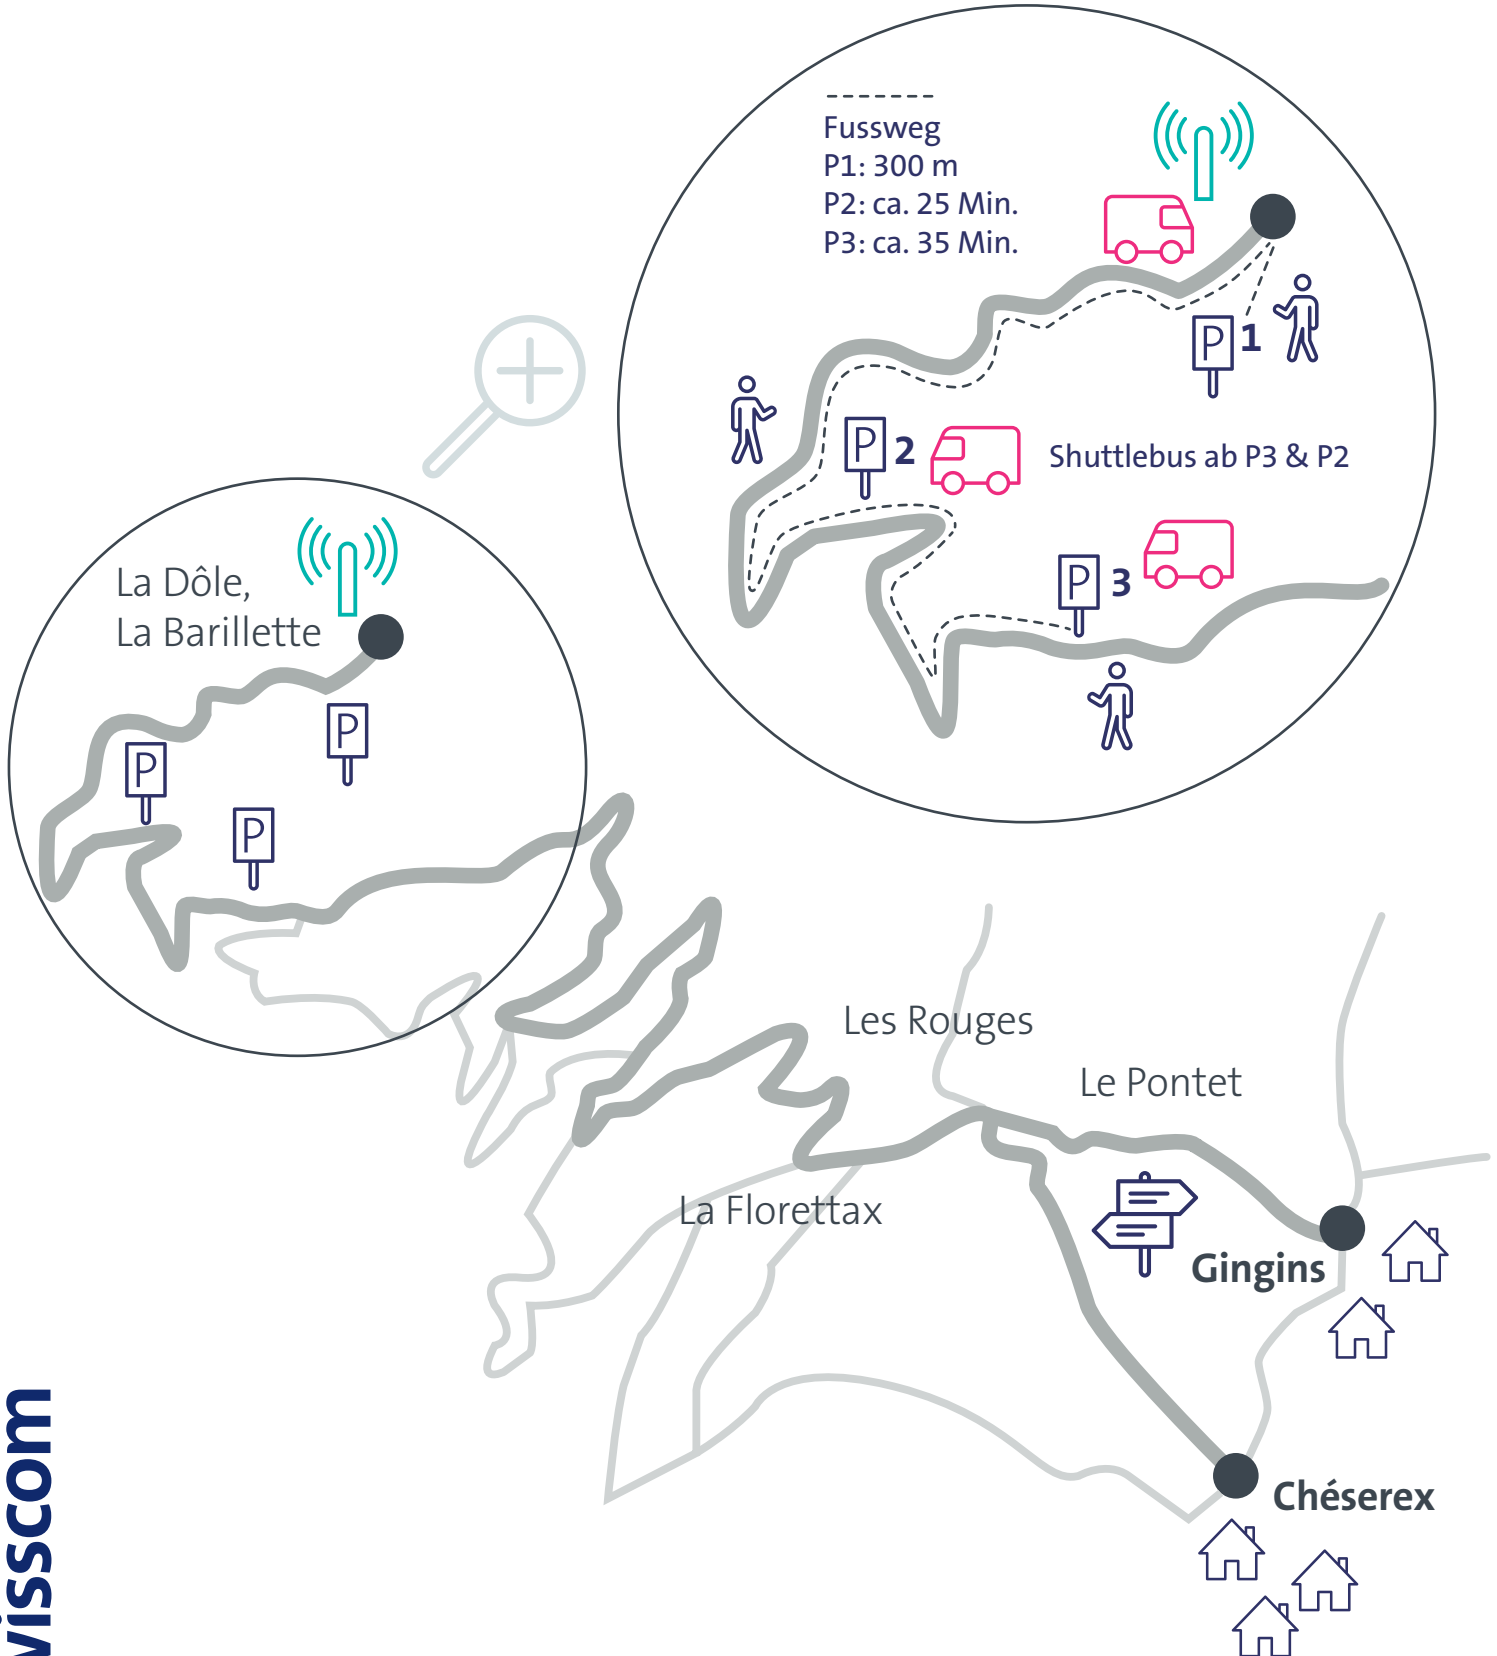 Fussweg
P1: 300 m
P2: ca. 25 Min.
P3: ca. 35 Min.
P 1
P 2
Shuttlebus ab P3 & P2
P 3
La Dôle,
La Barillette
P
P
P
Les Rouges
Le Pontet
La Florettax
Gingins
Chéserex